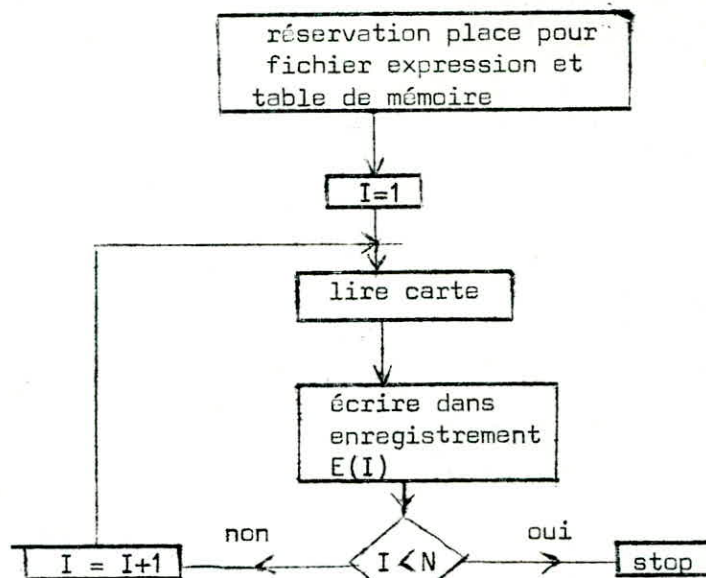 réservation place pour
fichier expression et
table de mémoire
I=1
lire carte
écrire dans
enregistrement
E(I)
non
oui
I = I+1
I < N
stop